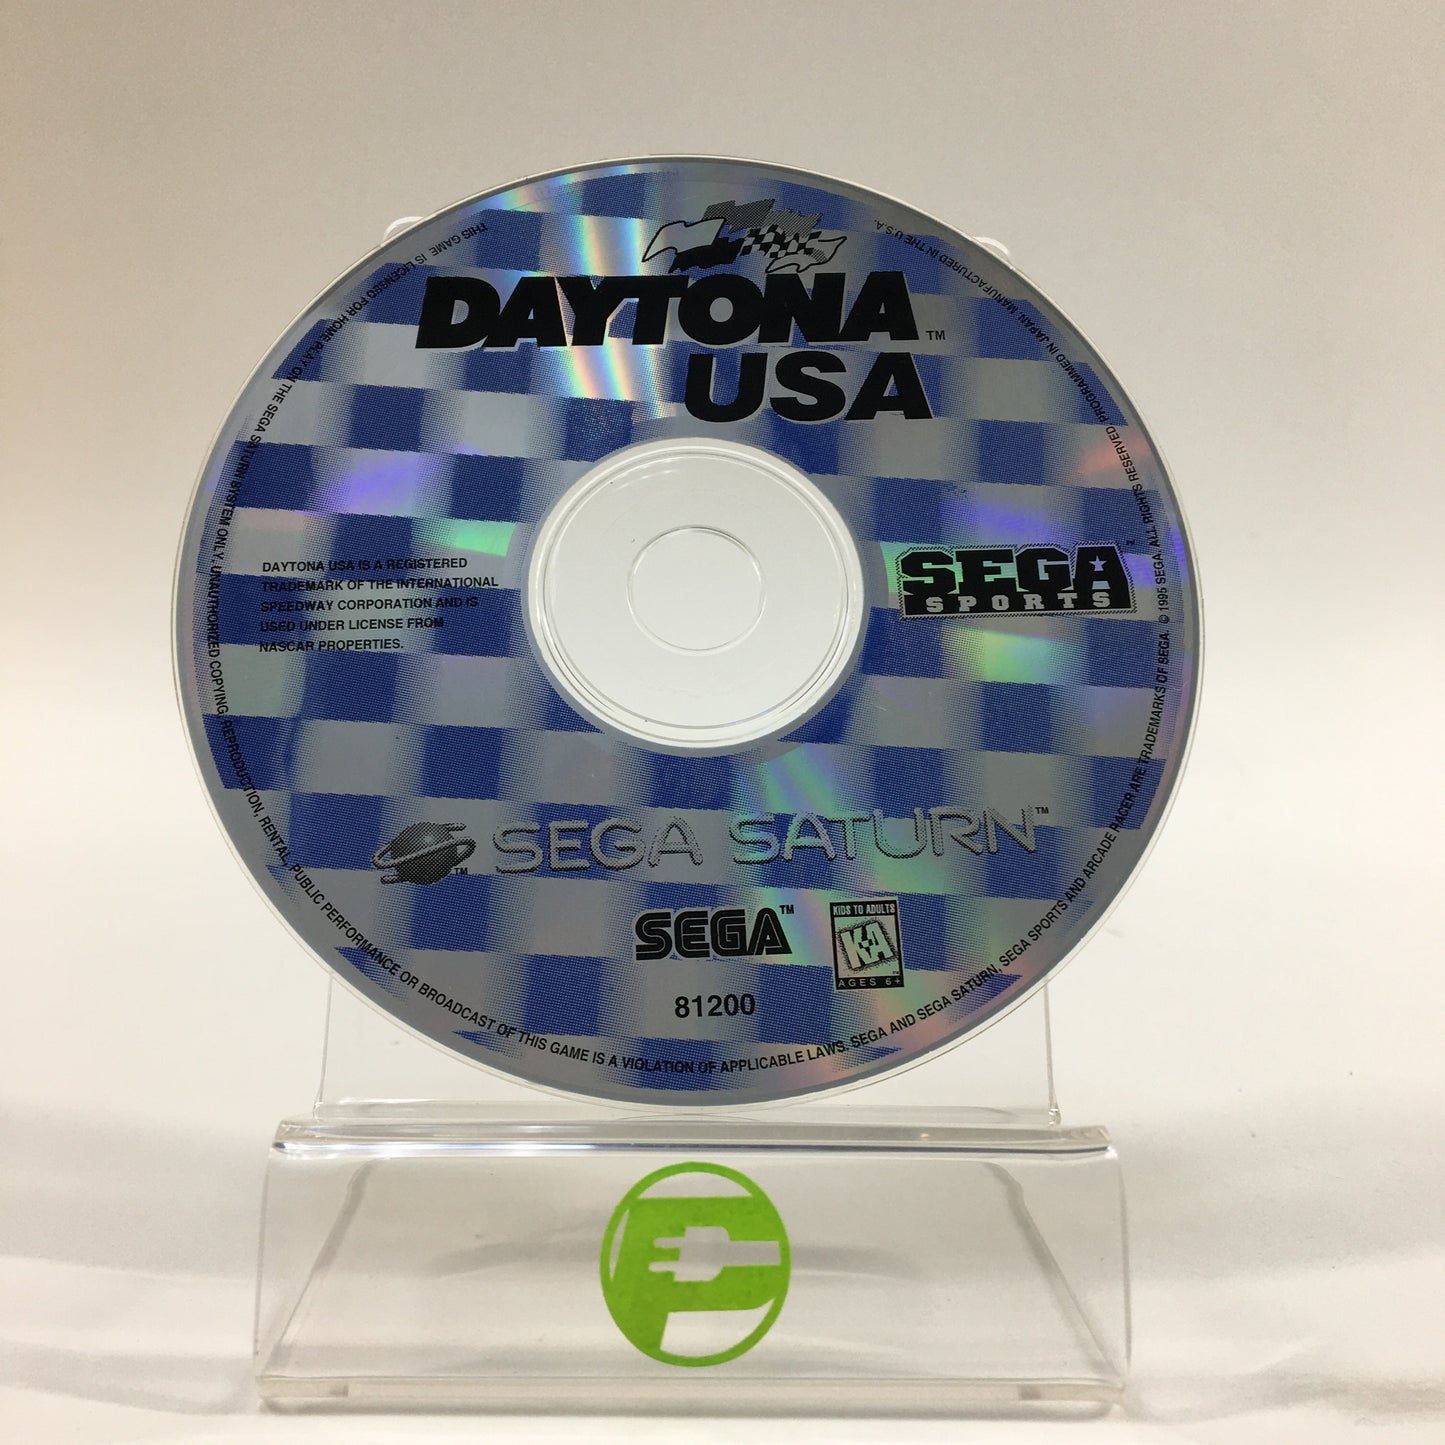 DAYTONA™
USA
DAYTONA USA IS A REGISTERED
TRADEMARK OF THE INTERNATIONAL
SPEEDWAY CORPORATION AND IS
USED UNDER LICENSE FROM
NASCAR PROPERTIES.
SEGA
SPORTS
™ SEGA SATURN™
SEGA™
KIDS TO ADULTS
K-A
AGES 6+
81200
THIS GAME IS LICENSED FOR HOME PLAY ON THE SEGA SATURN SYSTEM ONLY. UNAUTHORIZED COPYING, REPRODUCTION, RENTAL, PUBLIC PERFORMANCE OR BROADCAST OF THIS GAME IS A VIOLATION OF APPLICABLE LAWS. SEGA AND SEGA SATURN, SEGA SPORTS AND ARCADE RACER ARE TRADEMARKS OF SEGA. © 1995 SEGA. ALL RIGHTS RESERVED. PROGRAMMED IN JAPAN. MANUFACTURED IN THE U.S.A.